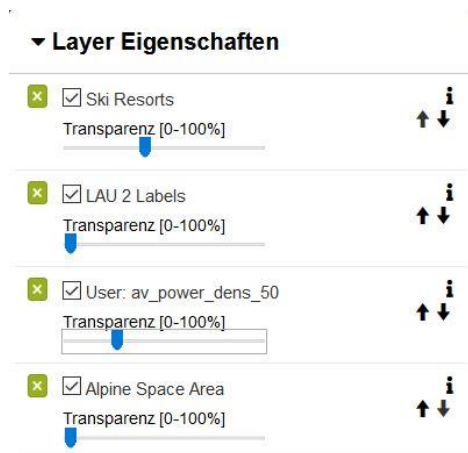 Layer Eigenschaften
Ski Resorts
Transparenz [0-100%]
LAU 2 Labels
Transparenz [0-100%]
User: av_power_dens_50
Transparenz [0-100%]
Alpine Space Area
Transparenz [0-100%]